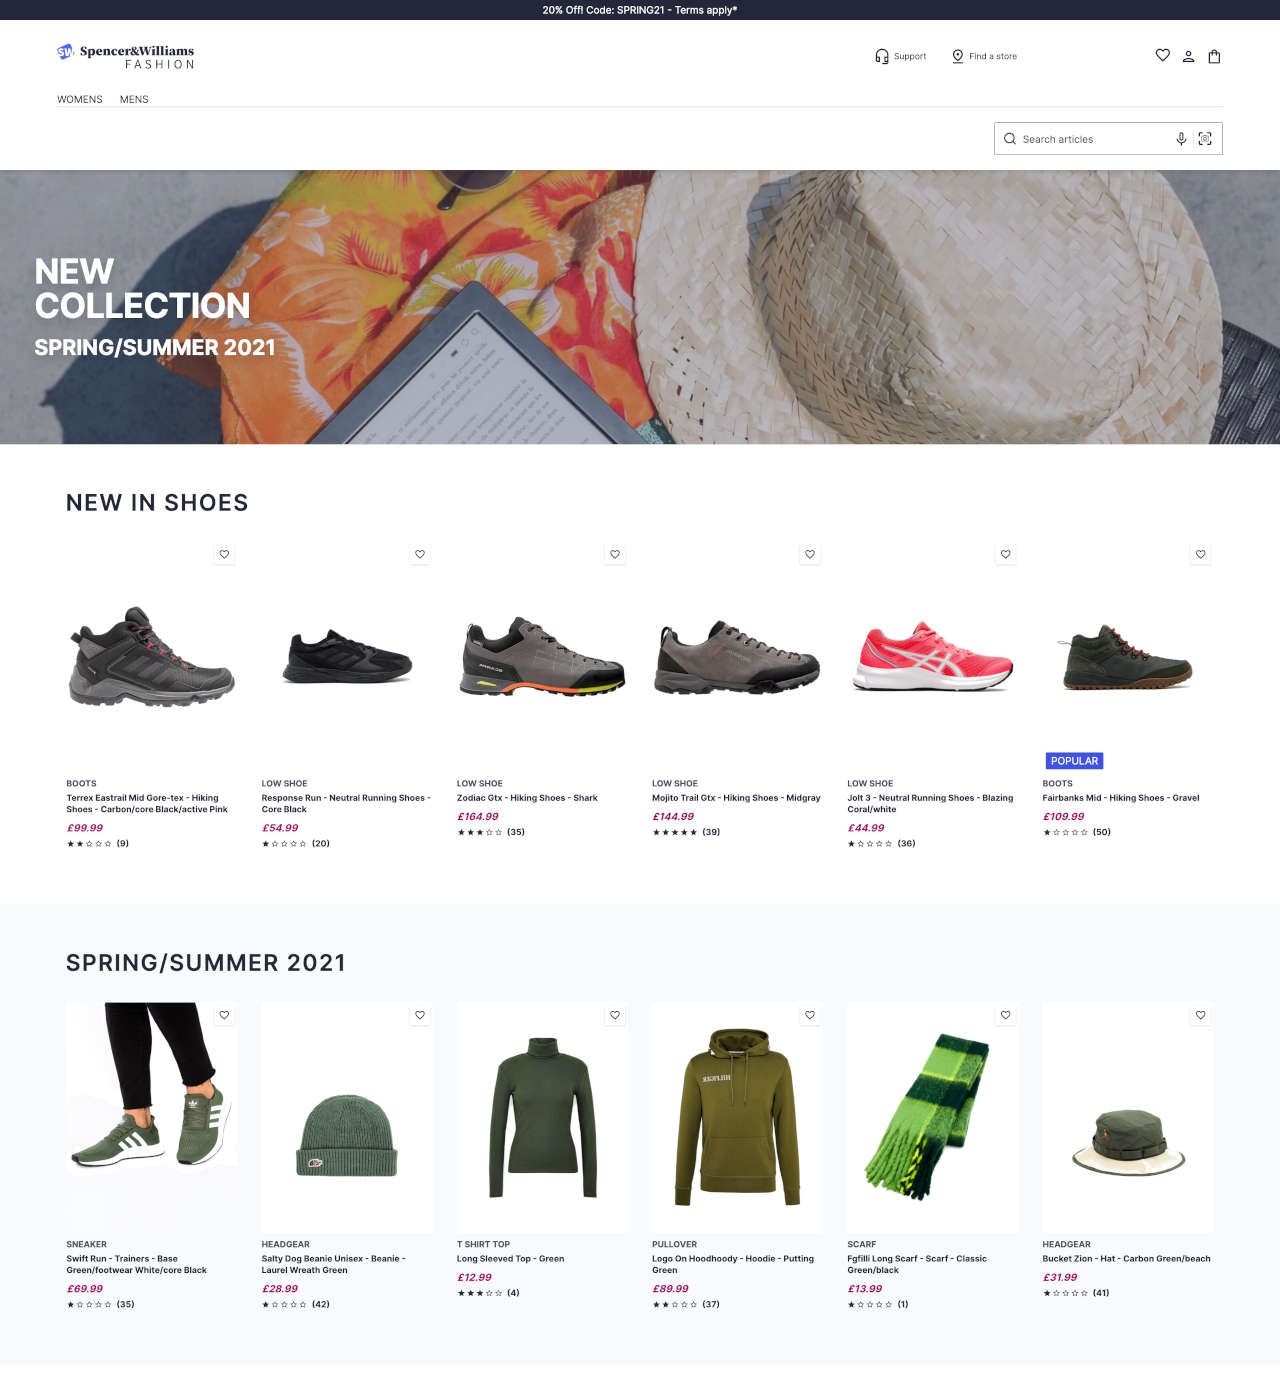 20% Off! Code: SPRING21 - Terms apply*
SW Spencer&Williams
FASHION
Support
Find a store
WOMENS
MENS
Search articles
NEW
COLLECTION
SPRING/SUMMER 2021
NEW IN SHOES
BOOTS
Terrex Eastrail Mid Gore-tex - Hiking
Shoes - Carbon/core Black/active Pink
£99.99
(9)
LOW SHOE
Response Run - Neutral Running Shoes -
Core Black
£54.99
(20)
LOW SHOE
Zodiac Gtx - Hiking Shoes - Shark
£164.99
(35)
LOW SHOE
Mojito Trail Gtx - Hiking Shoes - Midgray
£144.99
(39)
LOW SHOE
Jolt 3 - Neutral Running Shoes - Blazing
Coral/white
£44.99
(36)
POPULAR
BOOTS
Fairbanks Mid - Hiking Shoes - Gravel
£109.99
(50)
SPRING/SUMMER 2021
SNEAKER
Swift Run - Trainers - Base
Green/footwear White/core Black
£69.99
(35)
HEADGEAR
Salty Dog Beanie Unisex - Beanie -
Laurel Wreath Green
£28.99
(42)
T SHIRT TOP
Long Sleeved Top - Green
£12.99
(4)
PULLOVER
Logo On Hoodhoody - Hoodie - Putting
Green
£89.99
(37)
SCARF
Fgfilli Long Scarf - Scarf - Classic
Green/black
£13.99
(1)
HEADGEAR
Bucket Zion - Hat - Carbon Green/beach
£31.99
(41)